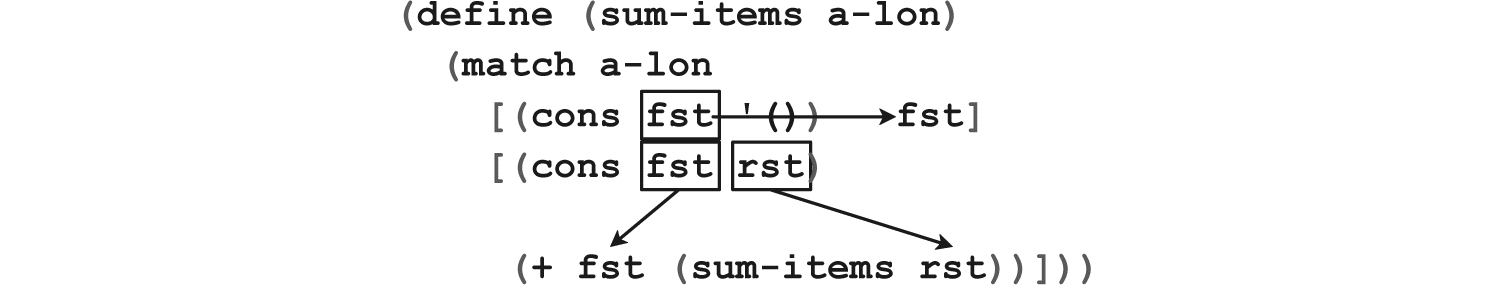 (define (sum-items a-lon)
(match a-lon
[(cons fst '()) fst]
[(cons fst rst)
(+ fst (sum-items rst))]))